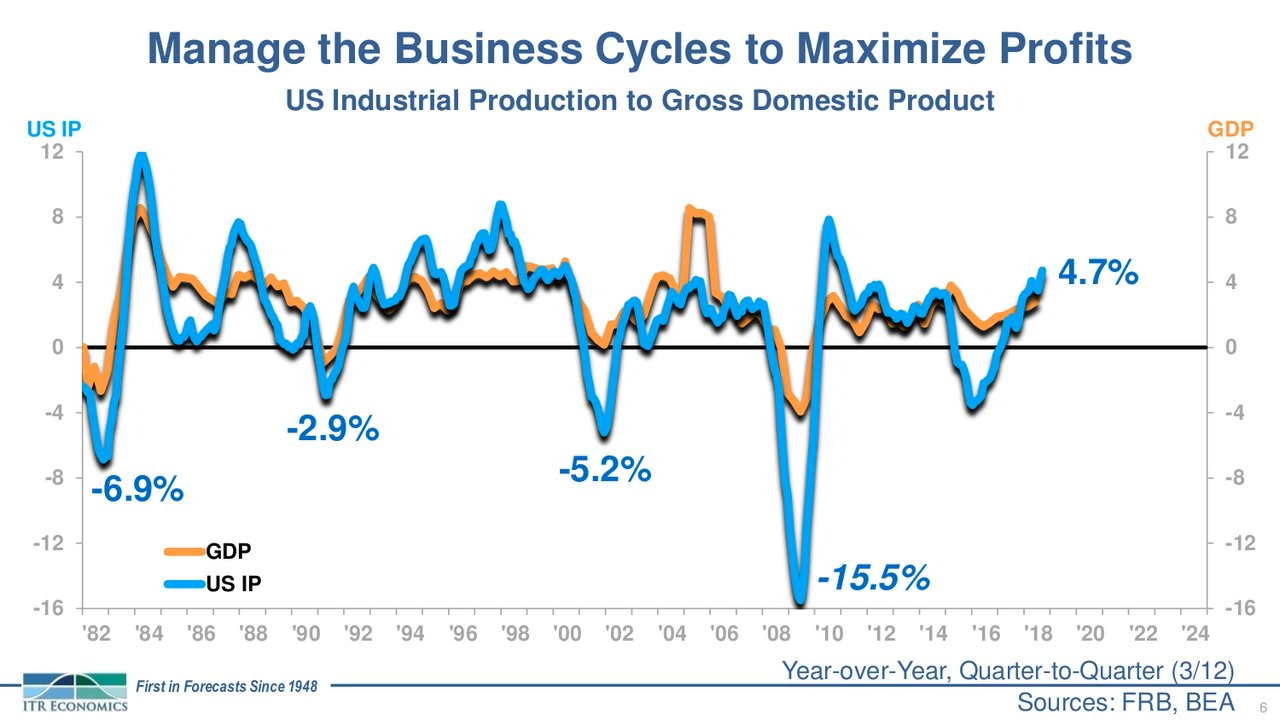 Manage the Business Cycles to Maximize Profits
US Industrial Production to Gross Domestic Product
US IP
GDP
12
12
8
8
4
4.7%
4
0
0
-4
-2.9%
-4
-5.2%
-8
-6.9%
-8
-12
GDP
-12
US IP
-15.5%
-16
-16
'82 '84 '86 '88 '90 '92 '94 '96 '98 '00 '02 '04 '06 '08 '10 '12 '14 '16 '18 '20 '22 '24
Year-over-Year, Quarter-to-Quarter (3/12)
First in Forecasts Since 1948
ITR ECONOMICS
Sources: FRB, BEA
6